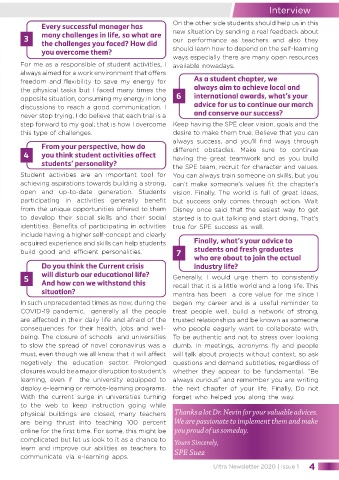 Interview
3
Every successful manager has
many challenges in life, so what are
the challenges you faced? How did
you overcome them?
For me as a responsible of student activities, I
always aimed for a work environment that offers
freedom and flexibility to save my energy for
the physical tasks but I faced many times the
opposite situation, consuming my energy in long
discussions to reach a good communication. I
never stop trying, I do believe that each trial is a
step forward to my goal; that is how I overcome
this type of challenges.
4
From your perspective, how do
you think student activities affect
students' personality?
Student activities are an important tool for
achieving aspirations towards building a strong,
open and up-to-date generation. Students
participating in activities generally benefit
from the unique opportunities offered to them
to develop their social skills and their social
identities. Benefits of participating in activities
include having a higher self-concept and clearly
acquired experience and skills can help students
build good and efficient personalities.
5
Do you think the Current crisis
will disturb our educational life?
And how can we withstand this
situation?
In such unprecedented times as now, during the
COVID-19 pandemic, generally all the people
are affected in their daily life and afraid of the
consequences for their health, jobs and well-
being. The closure of schools and universities
to slow the spread of novel coronavirus was a
must, even though we all know that it will affect
negatively the education sector. Prolonged
closures would be a major disruption to student's
learning, even if the university equipped to
deploy e-learning or remote-learning programs.
With the current surge in universities turning
to the web to keep instruction going while
physical buildings are closed, many teachers
are being thrust into teaching 100 percent
online for the first time. For some, this might be
complicated but let us look to it as a chance to
learn and improve our abilities as teachers to
communicate via e-learning apps.
On the other side students should help us in this
new situation by sending a real feedback about
our performance as teachers and also they
should learn how to depend on the self-learning
ways especially there are many open resources
available nowadays.
6
As a student chapter, we
always aim to achieve local and
international awards, what's your
advice for us to continue our march
and conserve our success?
Keep having the SPE clear vision, goals and the
desire to make them true. Believe that you can
always success, and you'll find ways through
different obstacles. Make sure to continue
having the great teamwork and as you build
the SPE team, recruit for character and values.
You can always train someone on skills, but you
can't make someone's values fit the chapter's
vision. Finally, The world is full of great ideas,
but success only comes through action. Walt
Disney once said that the easiest way to get
started is to quit talking and start doing. That's
true for SPE success as well.
7
Finally, what's your advice to
students and fresh graduates
who are about to join the actual
industry life?
Generally, I would urge them to consistently
recall that it is a little world and a long life. This
mantra has been a core value for me since I
began my career and is a useful reminder to
treat people well, build a network of strong,
trusted relationships and be known as someone
who people eagerly want to collaborate with.
To be authentic and not to stress over looking
dumb. In meetings, acronyms fly and people
will talk about projects without context, so ask
questions and demand subtleties, regardless of
whether they appear to be fundamental. "Be
always curious" and remember you are writing
the next chapter of your life. Finally, Do not
forget who helped you along the way.
Thanks a lot Dr. Nevin for your valuable advices.
We are passionate to implement them and make
you proud of us someday.
Yours Sincerely,
SPE Suez
Ultra Newsletter 2020 | Issue 1 4